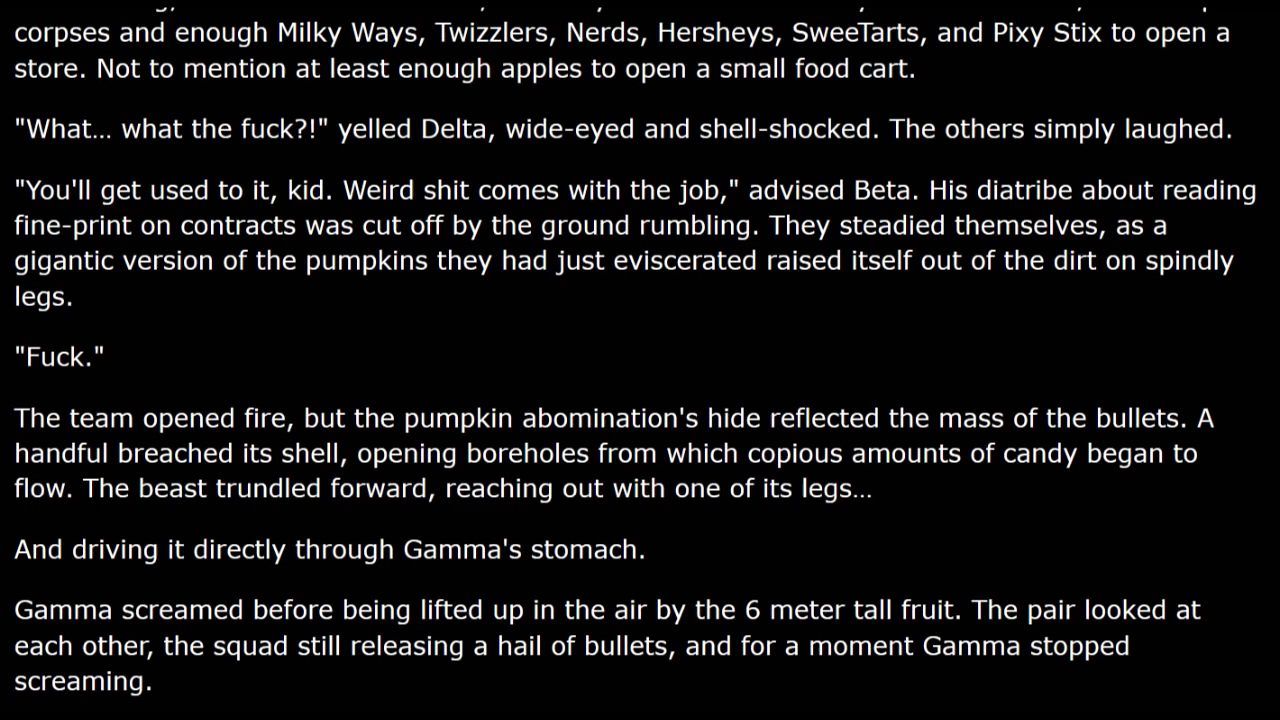 corpses and enough Milky Ways, Twizzlers, Nerds, Hersheys, SweeTarts, and Pixy Stix to open a
store. Not to mention at least enough apples to open a small food cart.
"What… what the fuck?!" yelled Delta, wide-eyed and shell-shocked. The others simply laughed.
"You'll get used to it, kid. Weird shit comes with the job," advised Beta. His diatribe about reading
fine-print on contracts was cut off by the ground rumbling. They steadied themselves, as a
gigantic version of the pumpkins they had just eviscerated raised itself out of the dirt on spindly
legs.
"Fuck."
The team opened fire, but the pumpkin abomination's hide reflected the mass of the bullets. A
handful breached its shell, opening boreholes from which copious amounts of candy began to
flow. The beast trundled forward, reaching out with one of its legs…
And driving it directly through Gamma's stomach.
Gamma screamed before being lifted up in the air by the 6 meter tall fruit. The pair looked at
each other, the squad still releasing a hail of bullets, and for a moment Gamma stopped
screaming.